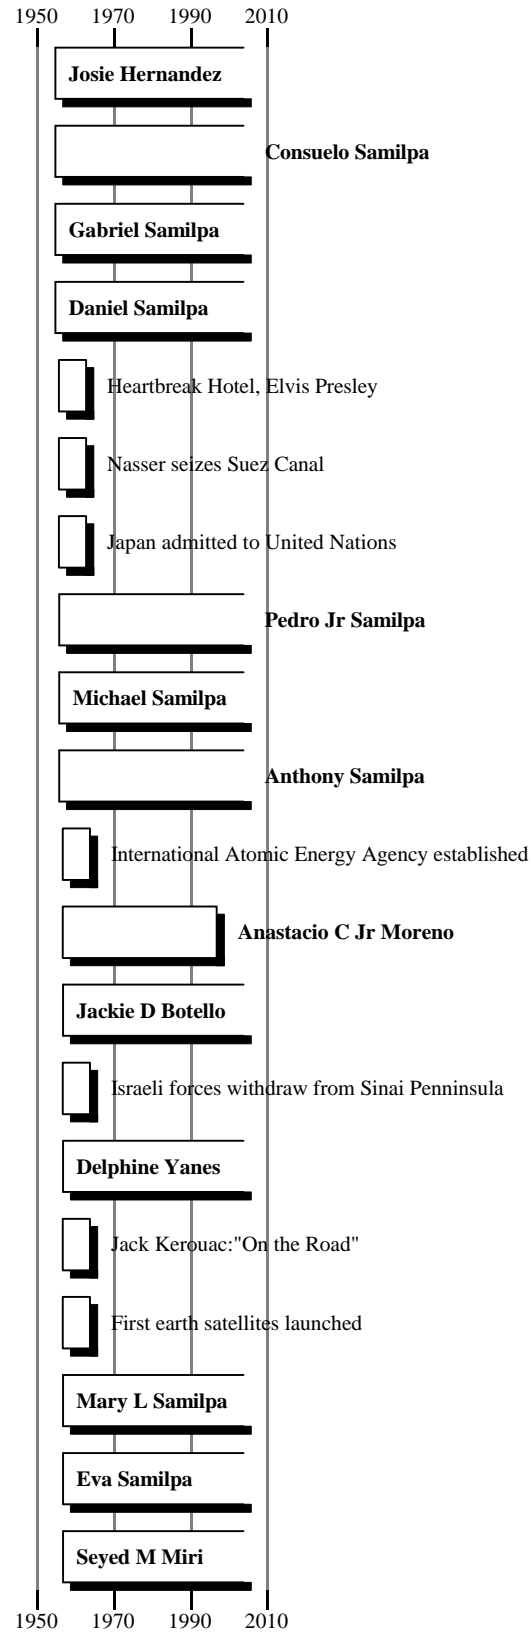 1950 1970 1990 2010
Josie Hernandez
Consuelo Samilpa
Gabriel Samilpa
Daniel Samilpa
Heartbreak Hotel, Elvis Presley
Nasser seizes Suez Canal
Japan admitted to United Nations
Pedro Jr Samilpa
Michael Samilpa
Anthony Samilpa
International Atomic Energy Agency established
Anastacio C Jr Moreno
Jackie D Botello
Israeli forces withdraw from Sinai Penninsula
Delphine Yanes
Jack Kerouac:"On the Road"
First earth satellites launched
Mary L Samilpa
Eva Samilpa
Seyed M Miri
1950 1970 1990 2010